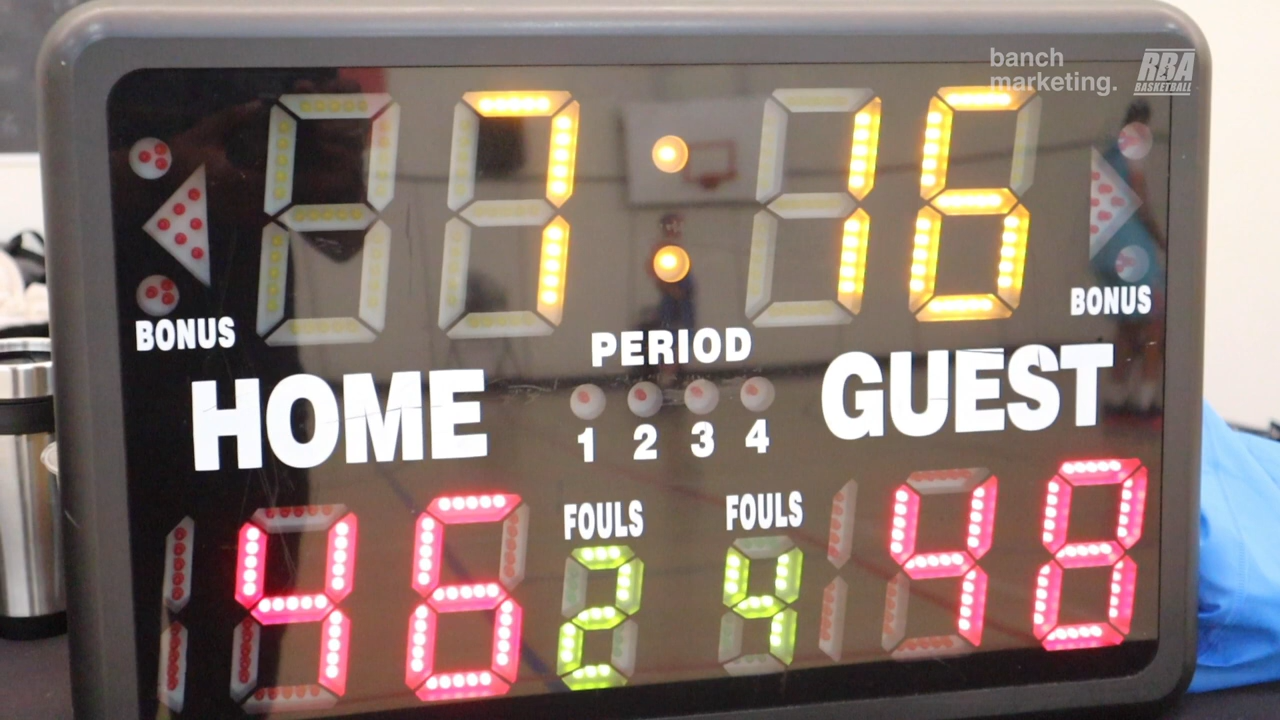 banch
marketing.
RBA
BASKETBALL
7:16
BONUS
BONUS
PERIOD
HOME
GUEST
1 2 3 4
FOULS
FOULS
46
2
4
48